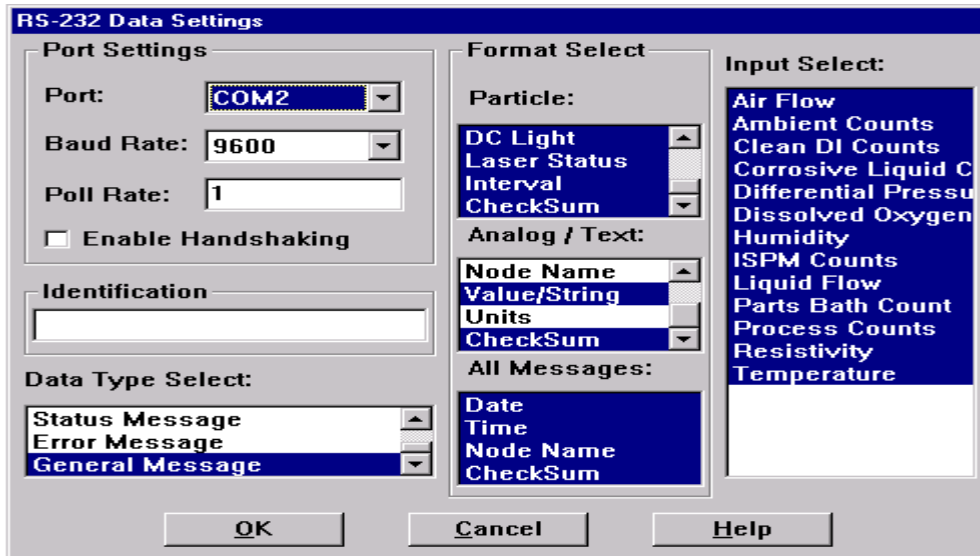 RS-232 Data Settings
Port Settings
Port: COM2
Baud Rate: 9600
Poll Rate: 1
Enable Handshaking
Identification
Data Type Select:
Status Message
Error Message
General Message
Format Select
Particle:
DC Light
Laser Status
Interval
CheckSum
Analog / Text:
Node Name
Value/String
Units
CheckSum
All Messages:
Date
Time
Node Name
CheckSum
Input Select:
Air Flow
Ambient Counts
Clean DI Counts
Corrosive Liquid C
Differential Pressu
Dissolved Oxygen
Humidity
ISPM Counts
Liquid Flow
Parts Bath Count
Process Counts
Resistivity
Temperature
OK
Cancel
Help